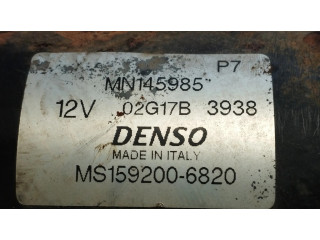 P7
MN145985
12V 02G17B 3938
DENSO
MADE IN ITALY
MS159200-6820